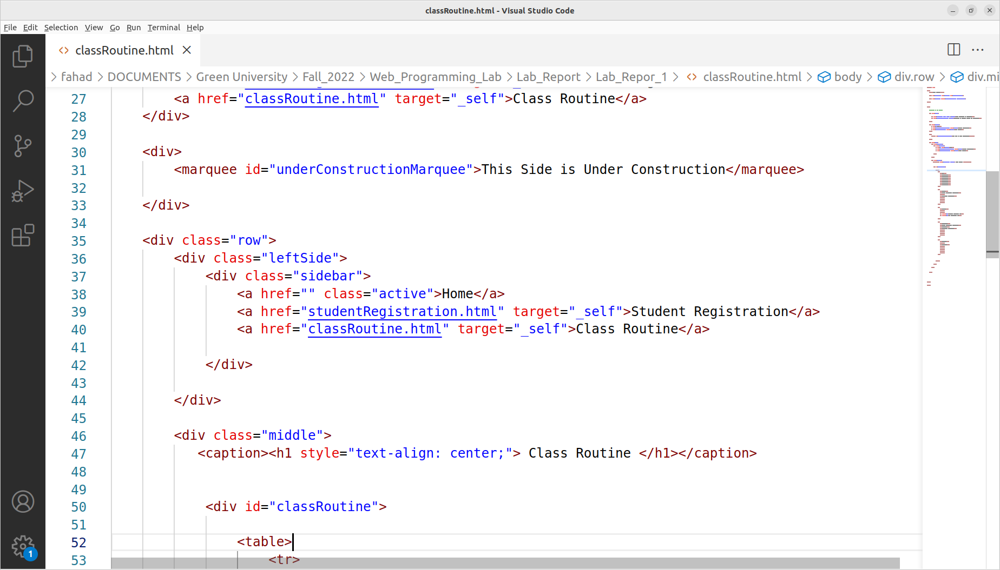 classRoutine.html - Visual Studio Code
File Edit Selection View Go Run Terminal Help
classRoutine.html
fahad DOCUMENTS Green University Fall_2022 Web_Programming_Lab Lab_Report Lab_Repor_1 classRoutine.html body div.row div.mi
27 <a href="classRoutine.html" target="_self">Class Routine</a>
28 </div>
29
30 <div>
31 <marquee id="underConstructionMarquee">This Side is Under Construction</marquee>
32
33 </div>
34
35 <div class="row">
36 <div class="leftSide">
37 <div class="sidebar">
38 <a href="" class="active">Home</a>
39 <a href="studentRegistration.html" target="_self">Student Registration</a>
40 <a href="classRoutine.html" target="_self">Class Routine</a>
41
42 </div>
43
44 </div>
45
46 <div class="middle">
47 <caption><h1 style="text-align: center;"> Class Routine </h1></caption>
48
49
50 <div id="classRoutine">
51
52 <table>
53 <tr>
1